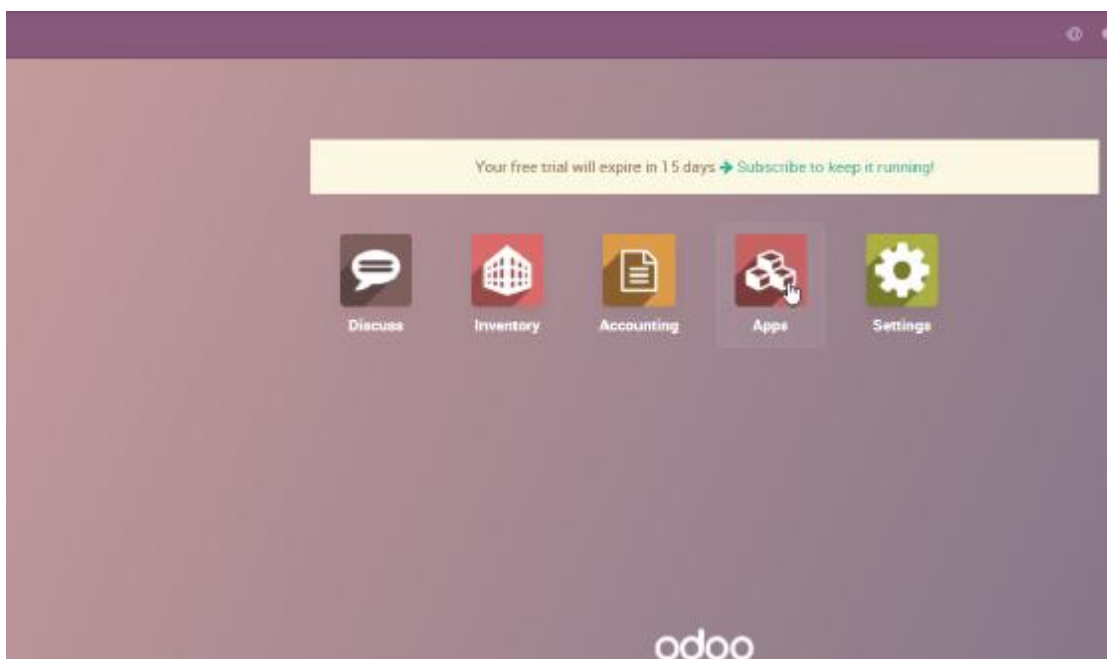 Your free trial will expire in 15 days → Subscribe to keep it running!
Discuss
Inventory
Accounting
Apps
Settings
odoo